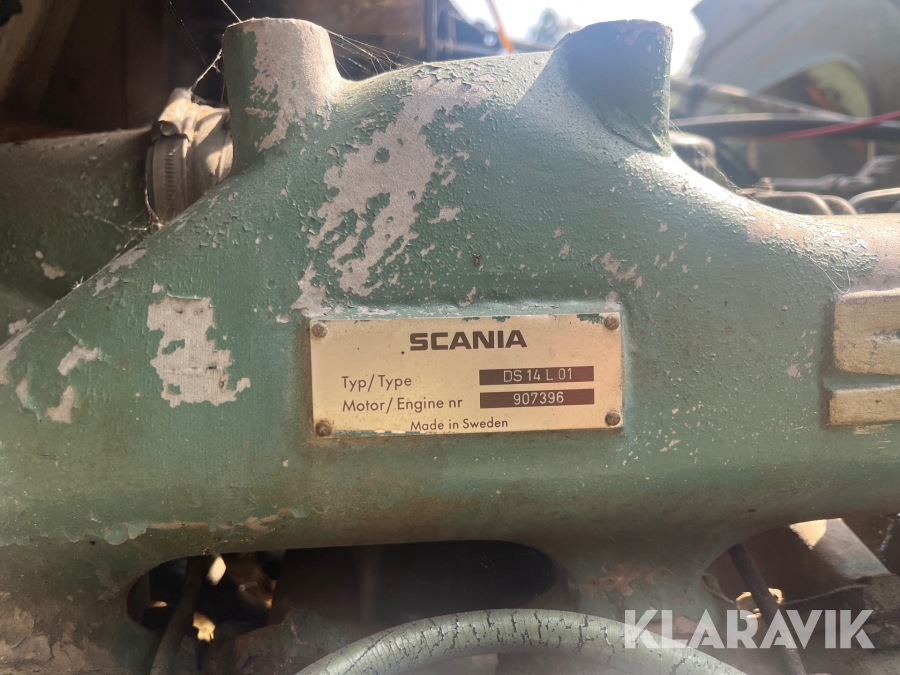 SCANIA
Typ/Type DS 14 L 01
Motor/Engine nr 907396
Made in Sweden
KLARAVIK